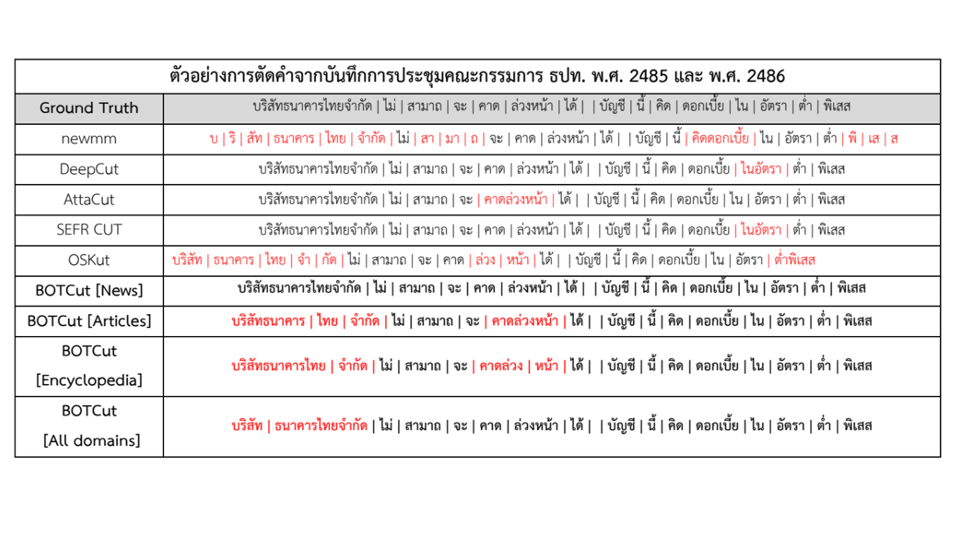 ตัวอย่างการตัดคำจากบันทึกการประชุมคณะกรรมการ ธปท. พ.ศ. 2485 และ พ.ศ. 2486
Ground Truth บริสัทธนาคารไทยจำกัด | ไม่ | สามาถ | จะ | คาด | ล่วงหน้า | ได้ | | บัญชี | นี้ | คิด | ดอกเบี้ย | ไน | อัตรา | ต่ำ | พิเสส
newmm บ | ริ | สัท | ธนาคาร | ไทย | จำกัด | ไม่ | สา | มา | ถ | จะ | คาด | ล่วงหน้า | ได้ | | บัญชี | นี้ | คิดดอกเบี้ย | ไน | อัตรา | ต่ำ | พิ | เส | ส
DeepCut บริสัทธนาคารไทยจำกัด | ไม่ | สามาถ | จะ | คาด | ล่วงหน้า | ได้ | | บัญชี | นี้ | คิด | ดอกเบี้ย | ไนอัตรา | ต่ำ | พิเสส
AttaCut บริสัทธนาคารไทยจำกัด | ไม่ | สามาถ | จะ | คาดล่วงหน้า | ได้ | | บัญชี | นี้ | คิด | ดอกเบี้ย | ไน | อัตรา | ต่ำ | พิเสส
SEFR CUT บริสัทธนาคารไทยจำกัด | ไม่ | สามาถ | จะ | คาด | ล่วงหน้า | ได้ | | บัญชี | นี้ | คิด | ดอกเบี้ย | ไนอัตรา | ต่ำ | พิเสส
OSKut บริสัท | ธนาคาร | ไทย | จำ | กัด | ไม่ | สามาถ | จะ | คาด | ล่วง | หน้า | ได้ | | บัญชี | นี้ | คิด | ดอกเบี้ย | ไน | อัตรา | ต่ำพิเสส
BOTCut [News] บริสัทธนาคารไทยจำกัด | ไม่ | สามาถ | จะ | คาด | ล่วงหน้า | ได้ | | บัญชี | นี้ | คิด | ดอกเบี้ย | ไน | อัตรา | ต่ำ | พิเสส
BOTCut [Articles] บริสัทธนาคาร | ไทย | จำกัด | ไม่ | สามาถ | จะ | คาดล่วงหน้า | ได้ | | บัญชี | นี้ | คิด | ดอกเบี้ย | ไน | อัตรา | ต่ำ | พิเสส
BOTCut
[Encyclopedia] บริสัทธนาคารไทย | จำกัด | ไม่ | สามาถ | จะ | คาดล่วง | หน้า | ได้ | | บัญชี | นี้ | คิด | ดอกเบี้ย | ไน | อัตรา | ต่ำ | พิเสส
BOTCut
[All domains] บริสัท | ธนาคารไทยจำกัด | ไม่ | สามาถ | จะ | คาด | ล่วงหน้า | ได้ | | บัญชี | นี้ | คิด | ดอกเบี้ย | ไน | อัตรา | ต่ำ | พิเสส